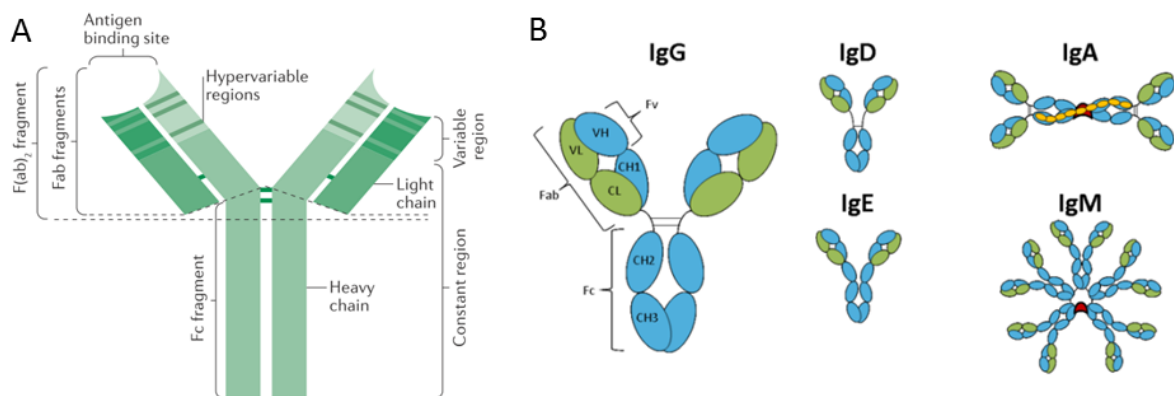 A
Antigen
binding site
Hypervariable
regions
F(ab)2 fragment
Fab fragments
Variable
region
Light
chain
Constant region
Heavy
chain
Fc fragment
B
IgG
Fv
VH
VL
CH1
CL
Fab
CH2
Fc
CH3
IgD
IgA
IgE
IgM